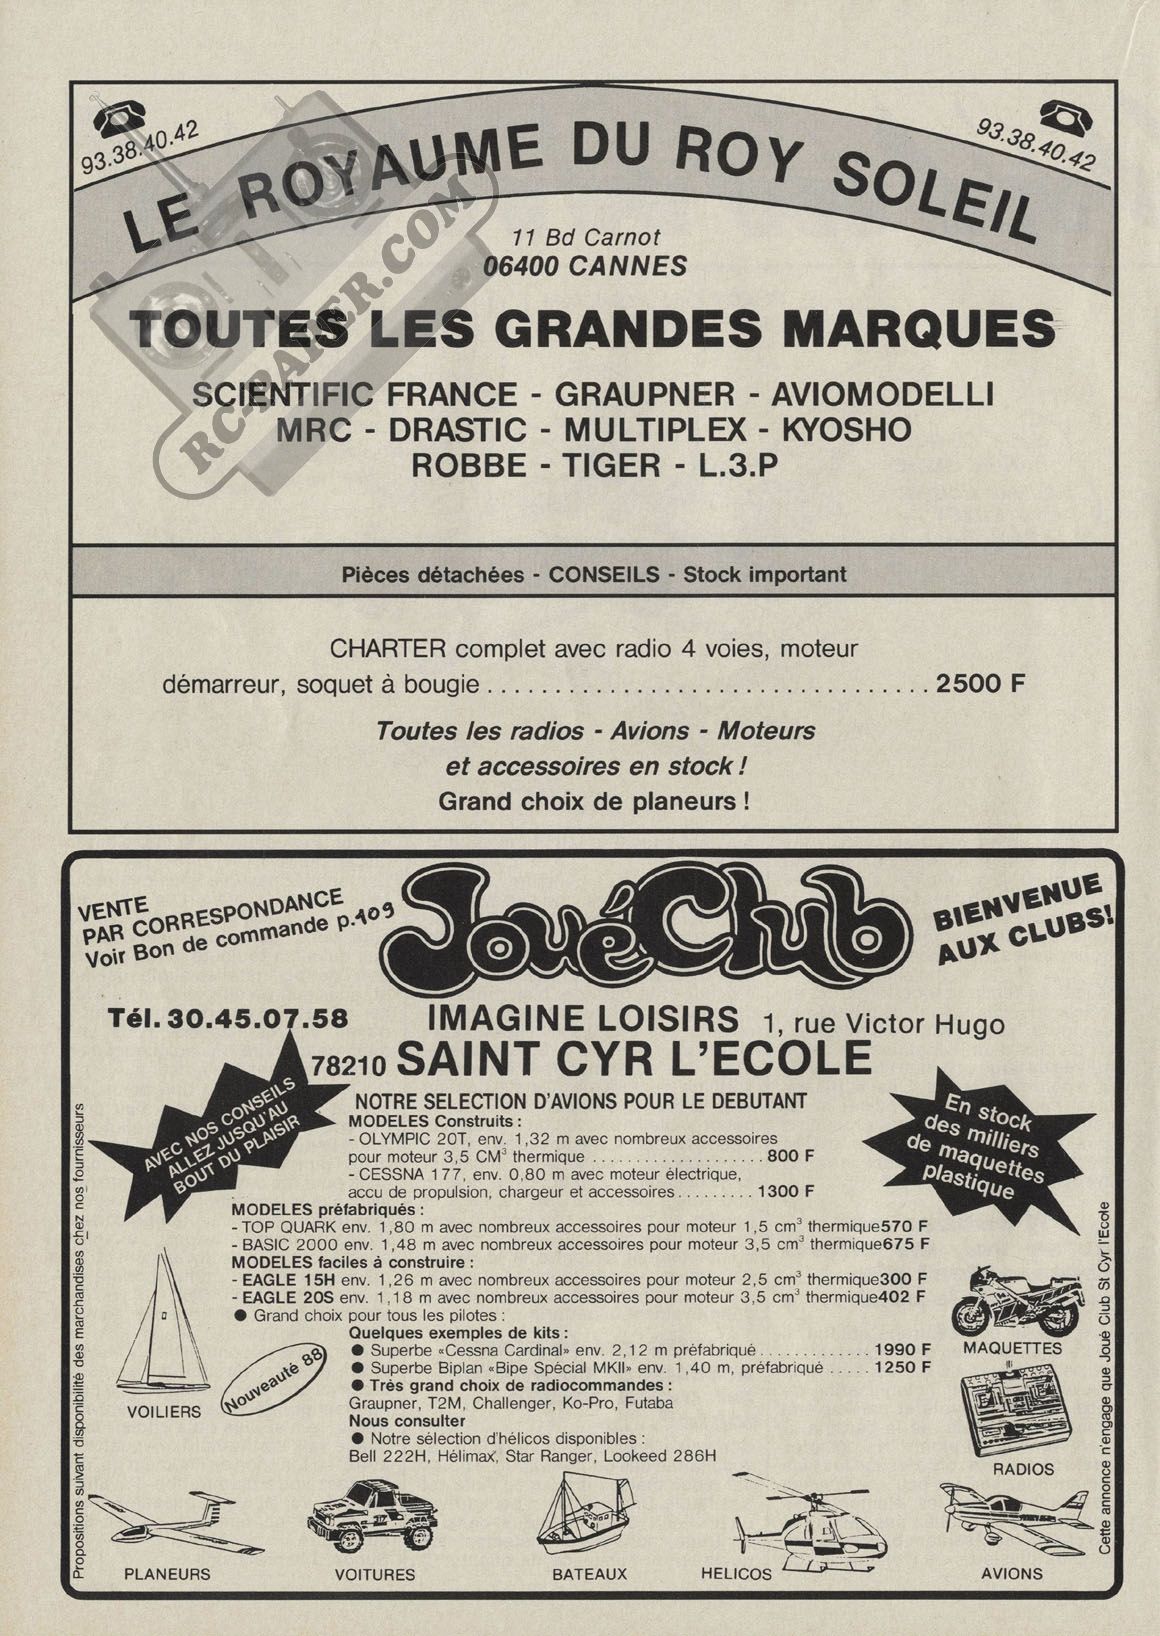 93.38.40.42
93.38.40.42
LE ROYAUME DU ROY SOLEIL
11 Bd Carnot
06400 CANNES
TOUTES LES GRANDES MARQUES
SCIENTIFIC FRANCE - GRAUPNER - AVIOMODELLI
MRC - DRASTIC - MULTIPLEX - KYOSHO
ROBBE - TIGER - L.3.P
RC-PAPIER.COM
Pièces détachées - CONSEILS - Stock important
CHARTER complet avec radio 4 voies, moteur
démarreur, soquet à bougie . . . . . . . . . . . . . . . . . . . . . . . . . . . . . . . . . 2500 F
Toutes les radios - Avions - Moteurs
et accessoires en stock !
Grand choix de planeurs !
VENTE
PAR CORRESPONDANCE
Voir Bon de commande p.109
JouéClub
BIENVENUE
AUX CLUBS!
Tél. 30.45.07.58
IMAGINE LOISIRS 1, rue Victor Hugo
78210 SAINT CYR L'ECOLE
AVEC NOS CONSEILS
ALLEZ JUSQU'AU
BOUT DU PLAISIR
En stock
des milliers
de maquettes
plastique
NOTRE SELECTION D'AVIONS POUR LE DEBUTANT
MODELES Construits :
- OLYMPIC 20T, env. 1,32 m avec nombreux accessoires
pour moteur 3,5 CM³ thermique . . . . . . . . . . . . . . . . . . . 800 F
- CESSNA 177, env. 0,80 m avec moteur électrique,
accu de propulsion, chargeur et accessoires . . . . . . . . . 1300 F
MODELES préfabriqués :
- TOP QUARK env. 1,80 m avec nombreux accessoires pour moteur 1,5 cm³ thermique570 F
- BASIC 2000 env. 1,48 m avec nombreux accessoires pour moteur 3,5 cm³ thermique675 F
MODELES faciles à construire :
- EAGLE 15H env. 1,26 m avec nombreux accessoires pour moteur 2,5 cm³ thermique300 F
- EAGLE 20S env. 1,18 m avec nombreux accessoires pour moteur 3,5 cm³ thermique402 F
● Grand choix pour tous les pilotes :
Quelques exemples de kits :
● Superbe «Cessna Cardinal» env. 2,12 m préfabriqué . . . . . . . . . . . . . 1990 F
● Superbe Biplan «Bipe Spécial MKII» env. 1,40 m, préfabriqué . . . . . 1250 F
● Très grand choix de radiocommandes :
Graupner, T2M, Challenger, Ko-Pro, Futaba
Nous consulter
● Notre sélection d'hélicos disponibles :
Bell 222H, Hélimax, Star Ranger, Lookeed 286H
Nouveauté 88
VOILIERS
MAQUETTES
RADIOS
PLANEURS
VOITURES
BATEAUX
HELICOS
AVIONS
Propositions suivant disponibilité des marchandises chez nos fournisseurs
Cette annonce n'engage que Joué Club St Cyr l'Ecole